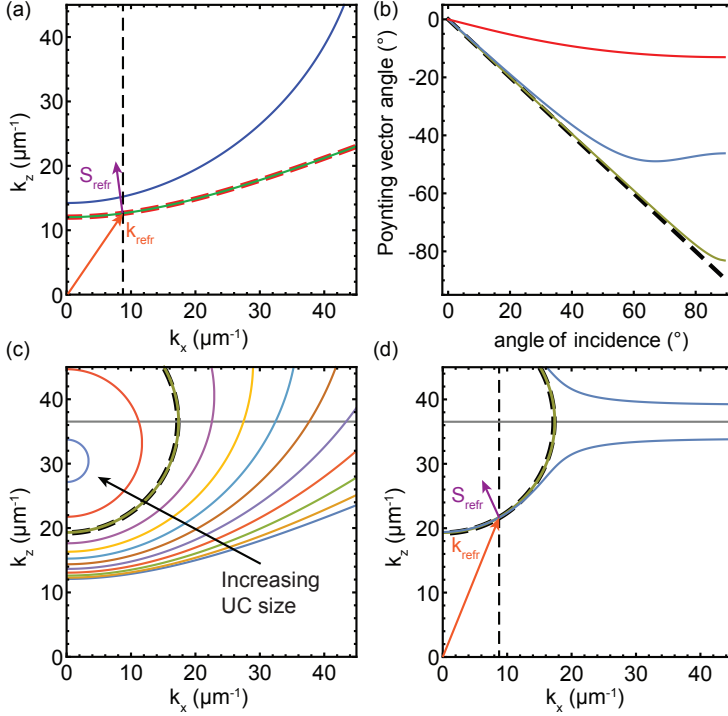 (a)
40
30
20
10
0
k_z (µm⁻¹)
S_refr
k_refr
0 10 20 30 40
k_x (µm⁻¹)
(b)
0
-20
-40
-60
-80
Poynting vector angle (°)
0 20 40 60 80
angle of incidence (°)
(c)
40
30
20
10
0
k_z (µm⁻¹)
Increasing
UC size
0 10 20 30 40
k_x (µm⁻¹)
(d)
40
30
20
10
0
k_z (µm⁻¹)
S_refr
k_refr
0 10 20 30 40
k_x (µm⁻¹)